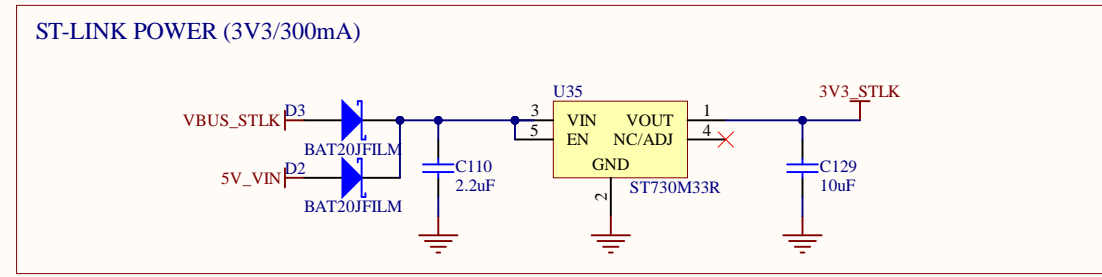 ST-LINK POWER (3V3/300mA)
U35
3V3_STLK
VBUS_STLK D3
3 VIN VOUT 1
5 EN NC/ADJ 4
BAT20JFILM
GND
C110
2.2uF
C129
10uF
5V_VIN D2
ST730M33R
BAT20JFILM
2